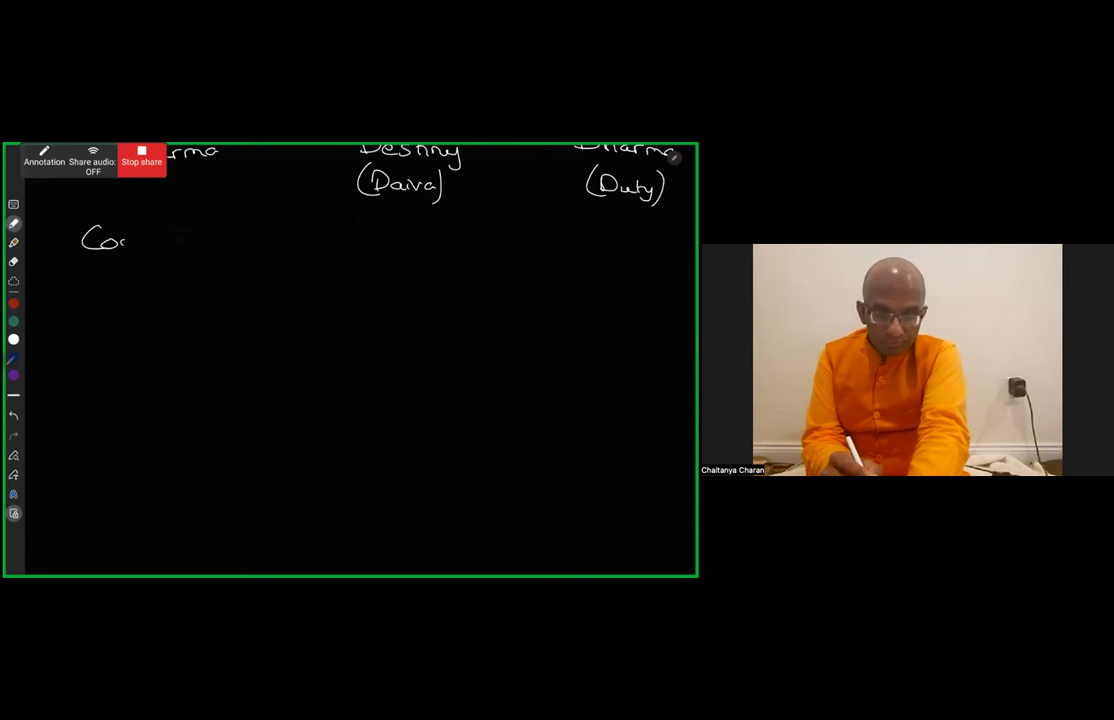 Annotation Share audio: OFF Stop share
Destiny
(Daiva)
(Duty)
Chaitanya Charan